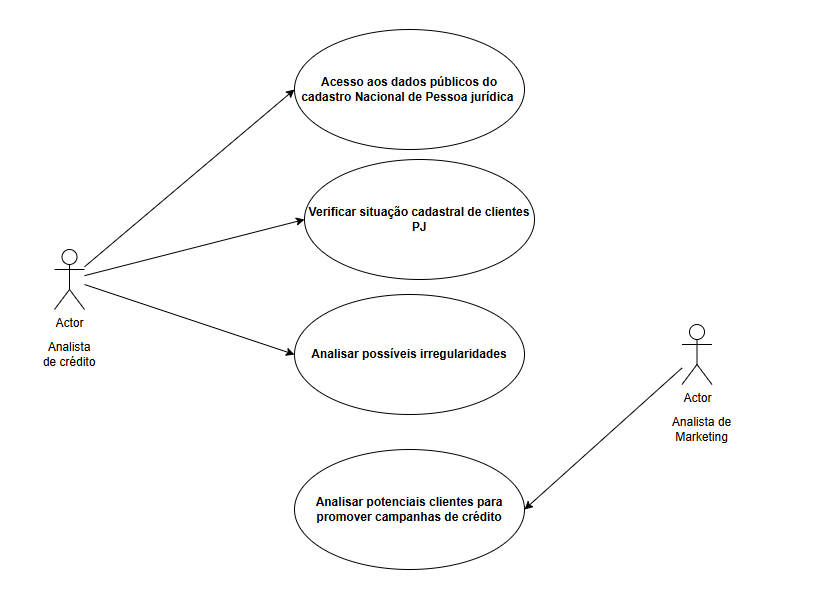 Acesso aos dados públicos do
cadastro Nacional de Pessoa jurídica
Verificar situação cadastral de clientes
PJ
Actor
Analista
de crédito
Analisar possíveis irregularidades
Actor
Analista de
Marketing
Analisar potenciais clientes para
promover campanhas de crédito